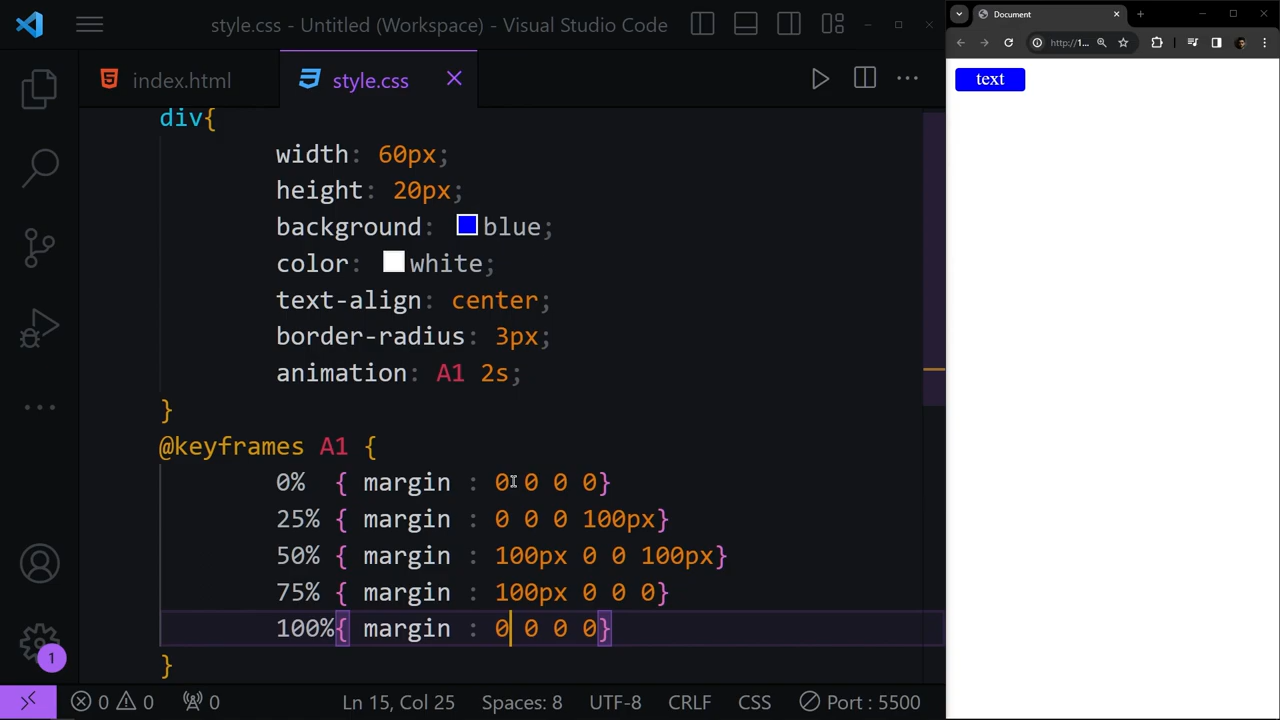 style.css - Untitled (Workspace) - Visual Studio Code
index.html
style.css
div{
width: 60px;
height: 20px;
background: blue;
color: white;
text-align: center;
border-radius: 3px;
animation: A1 2s;
}
@keyframes A1 {
0% { margin : 0 0 0 0}
25% { margin : 0 0 0 100px}
50% { margin : 100px 0 0 100px}
75% { margin : 100px 0 0 0}
100%{ margin : 0 0 0 0}
}
1
0 0 0 Ln 15, Col 25 Spaces: 8 UTF-8 CRLF CSS Port : 5500
Document
http://1...
text